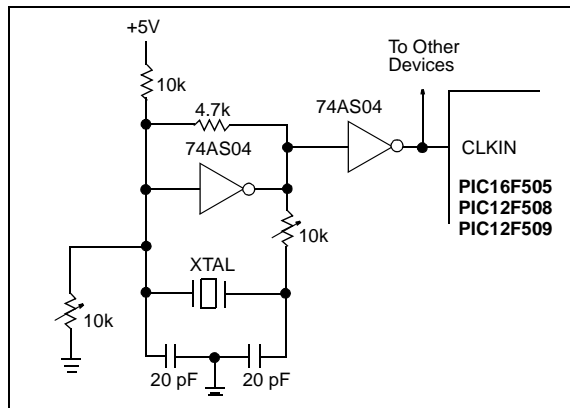 +5V
To Other
Devices
10k
4.7k
74AS04
74AS04
CLKIN
PIC16F505
PIC12F508
PIC12F509
10k
XTAL
10k
20 pF
20 pF